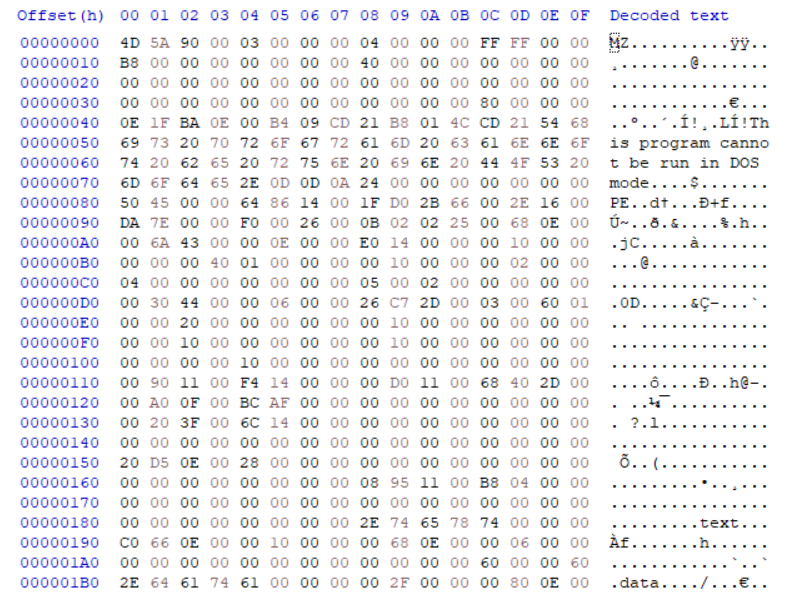 Offset(h) 00 01 02 03 04 05 06 07 08 09 0A 0B 0C 0D 0E 0F Decoded text
00000000 4D 5A 90 00 03 00 00 00 04 00 00 00 FF FF 00 00 MZ..........ÿÿ..
00000010 B8 00 00 00 00 00 00 00 40 00 00 00 00 00 00 00 ¸.......@.......
00000020 00 00 00 00 00 00 00 00 00 00 00 00 00 00 00 00 ................
00000030 00 00 00 00 00 00 00 00 00 00 00 00 80 00 00 00 ............€...
00000040 0E 1F BA 0E 00 B4 09 CD 21 B8 01 4C CD 21 54 68 ..º..´.Í!¸.LÍ!Th
00000050 69 73 20 70 72 6F 67 72 61 6D 20 63 61 6E 6E 6F is program canno
00000060 74 20 62 65 20 72 75 6E 20 69 6E 20 44 4F 53 20 t be run in DOS
00000070 6D 6F 64 65 2E 0D 0D 0A 24 00 00 00 00 00 00 00 mode....$.......
00000080 50 45 00 00 64 86 14 00 1F D0 2B 66 00 2E 16 00 PE..d†...Ð+f....
00000090 DA 7E 00 00 F0 00 26 00 0B 02 02 25 00 68 0E 00 Ú~..ð.&....%.h..
000000A0 00 6A 43 00 00 0E 00 00 E0 14 00 00 00 10 00 00 .jC.....à.......
000000B0 00 00 00 40 01 00 00 00 00 10 00 00 00 02 00 00 ...@............
000000C0 04 00 00 00 00 00 00 00 05 00 02 00 00 00 00 00 ................
000000D0 00 30 44 00 00 06 00 00 26 C7 2D 00 03 00 60 01 .0D.....&Ç-...`.
000000E0 00 00 20 00 00 00 00 00 00 10 00 00 00 00 00 00 .. .............
000000F0 00 00 10 00 00 00 00 00 00 10 00 00 00 00 00 00 ................
00000100 00 00 00 00 10 00 00 00 00 00 00 00 00 00 00 00 ................
00000110 00 90 11 00 F4 14 00 00 00 D0 11 00 68 40 2D 00 ....ô....Ð..h@-.
00000120 00 A0 0F 00 BC AF 00 00 00 00 00 00 00 00 00 00 . ..¼¯..........
00000130 00 20 3F 00 6C 14 00 00 00 00 00 00 00 00 00 00 . ?.l...........
00000140 00 00 00 00 00 00 00 00 00 00 00 00 00 00 00 00 ................
00000150 20 D5 0E 00 28 00 00 00 00 00 00 00 00 00 00 00 Õ..(...........
00000160 00 00 00 00 00 00 00 00 08 95 11 00 B8 04 00 00 .........•..¸...
00000170 00 00 00 00 00 00 00 00 00 00 00 00 00 00 00 00 ................
00000180 00 00 00 00 00 00 00 00 2E 74 65 78 74 00 00 00 .........text...
00000190 C0 66 0E 00 00 10 00 00 00 68 0E 00 00 06 00 00 Àf.......h......
000001A0 00 00 00 00 00 00 00 00 00 00 00 00 60 00 00 60 ............`..`
000001B0 2E 64 61 74 61 00 00 00 00 2F 00 00 00 80 0E 00 .data..../...€..